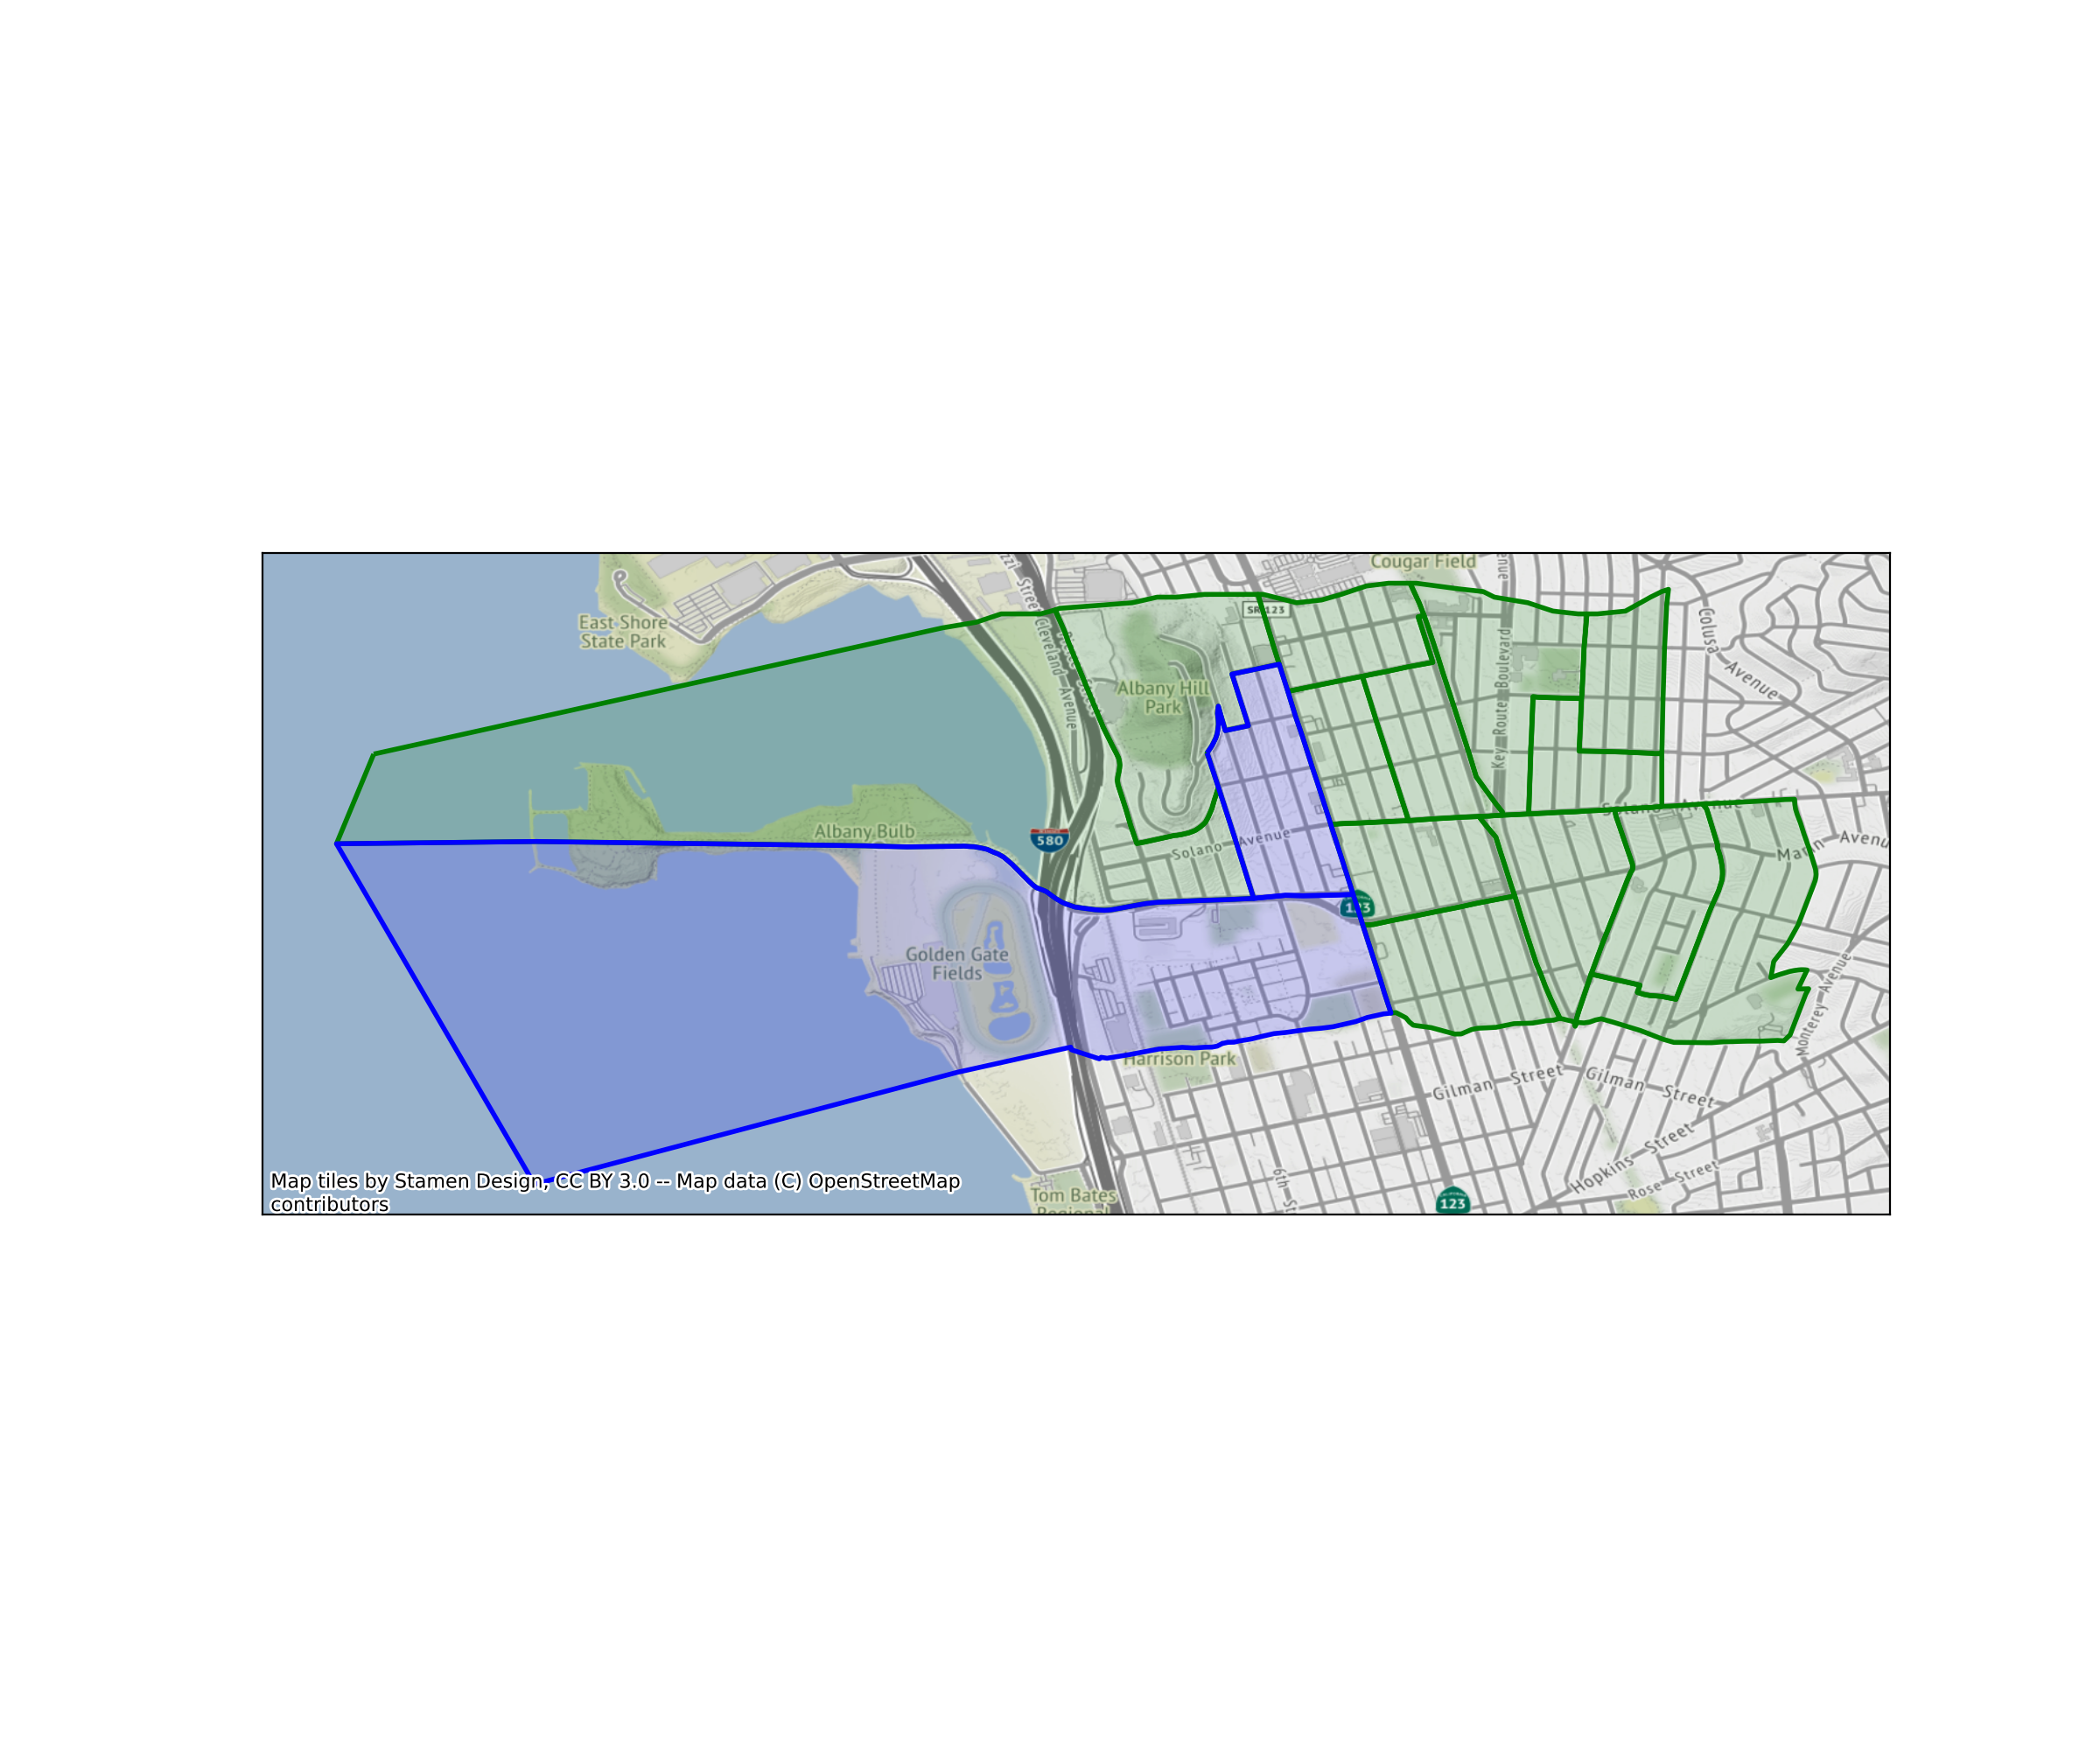 Cougar Field
East Shore
State Park
SR 123
Cleveland Avenue
Colusa Avenue
Key Route Boulevard
Albany Hill
Park
Solano Avenue
Albany Bulb
580
Solano Avenue
Marin Avenu
123
Golden Gate
Fields
Monterey Avenue
Harrison Park
Gilman Street
Gilman Street
Hopkins Street
Rose Street
6th St
Tom Bates
Regional
123
Map tiles by Stamen Design, CC BY 3.0 -- Map data (C) OpenStreetMap
contributors